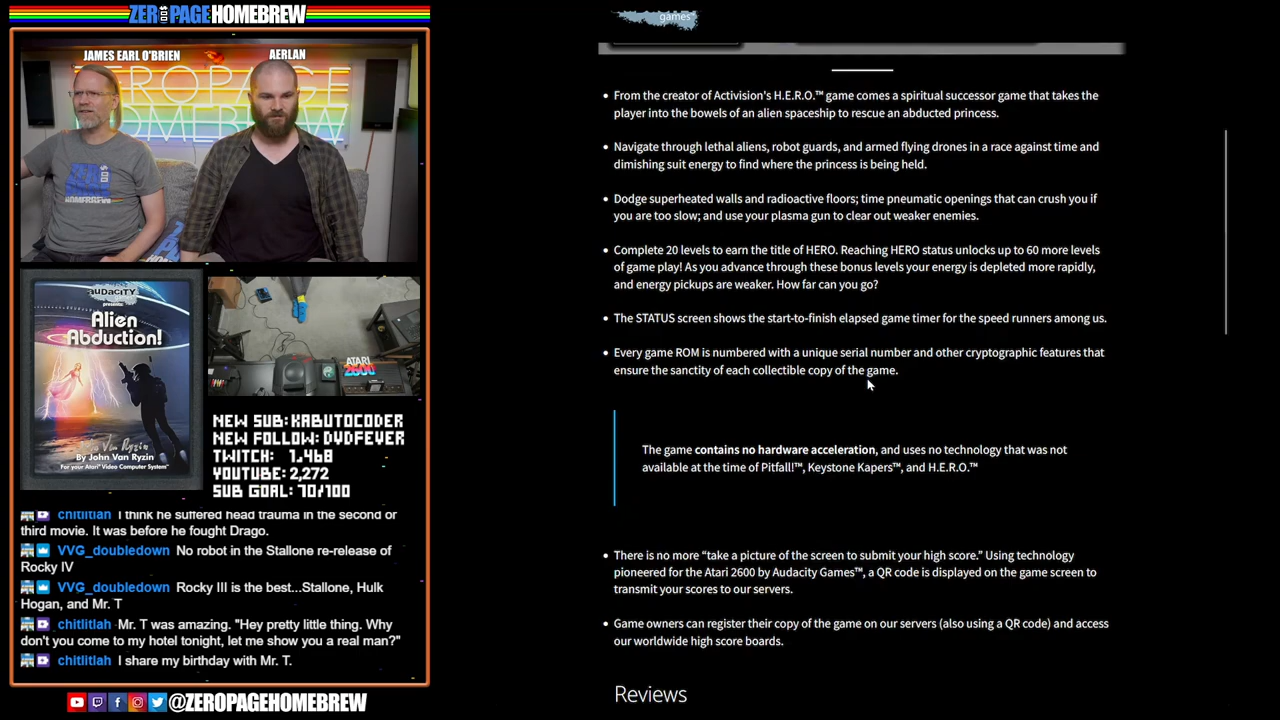 ZEROPAGE HOMEBREW
JAMES EARL O'BRIEN
AERLAN
ZEROPAGE
HOMEBREW
AUDACITY
presents
Alien
Abduction!
John Van Ryzin
By John Van Ryzin
For your Atari® Video Computer System™
ATARI
2600
NEW SUB: KABUTOCODER
NEW FOLLOW: DVDFEVER
TWITCH: 1,468
YOUTUBE: 2,272
SUB GOAL: 70/100
chitlitlah I think he suffered head trauma in the second or
third movie. It was before he fought Drago.
VVG_doubledown No robot in the Stallone re-release of
Rocky IV
VVG_doubledown Rocky III is the best...Stallone, Hulk
Hogan, and Mr. T
chitlitlah Mr. T was amazing. "Hey pretty little thing. Why
don't you come to my hotel tonight, let me show you a real man?"
chitlitlah I share my birthday with Mr. T.
@ZEROPAGEHOMEBREW
games
• From the creator of Activision's H.E.R.O.™ game comes a spiritual successor game that takes the
player into the bowels of an alien spaceship to rescue an abducted princess.
• Navigate through lethal aliens, robot guards, and armed flying drones in a race against time and
dimishing suit energy to find where the princess is being held.
• Dodge superheated walls and radioactive floors; time pneumatic openings that can crush you if
you are too slow; and use your plasma gun to clear out weaker enemies.
• Complete 20 levels to earn the title of HERO. Reaching HERO status unlocks up to 60 more levels
of game play! As you advance through these bonus levels your energy is depleted more rapidly,
and energy pickups are weaker. How far can you go?
• The STATUS screen shows the start-to-finish elapsed game timer for the speed runners among us.
• Every game ROM is numbered with a unique serial number and other cryptographic features that
ensure the sanctity of each collectible copy of the game.
The game contains no hardware acceleration, and uses no technology that was not
available at the time of Pitfall!™, Keystone Kapers™, and H.E.R.O.™
• There is no more “take a picture of the screen to submit your high score.” Using technology
pioneered for the Atari 2600 by Audacity Games™, a QR code is displayed on the game screen to
transmit your scores to our servers.
• Game owners can register their copy of the game on our servers (also using a QR code) and access
our worldwide high score boards.
Reviews